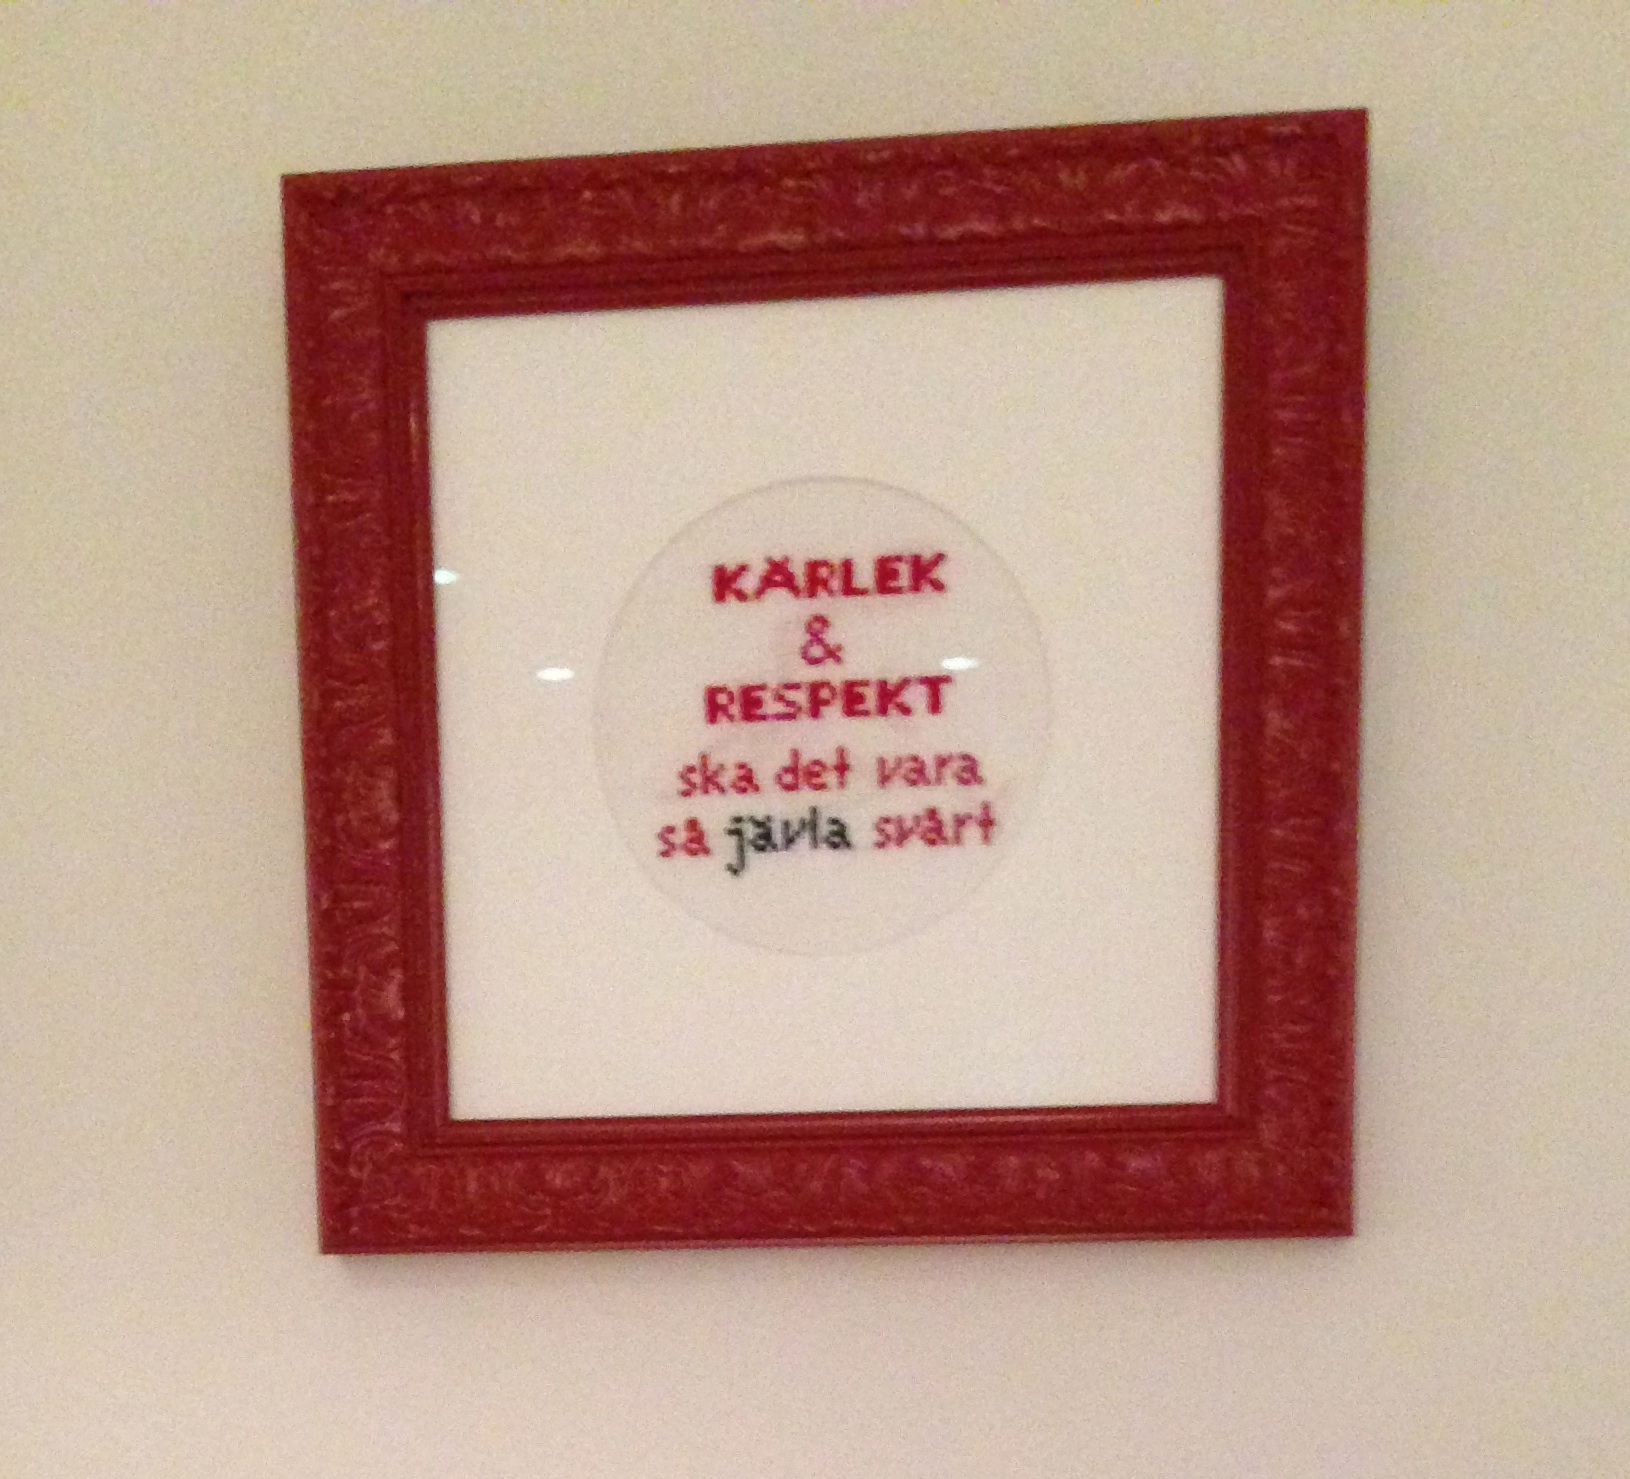 KÄRLEK
&
RESPEKT
ska det vara
så jävla svårt